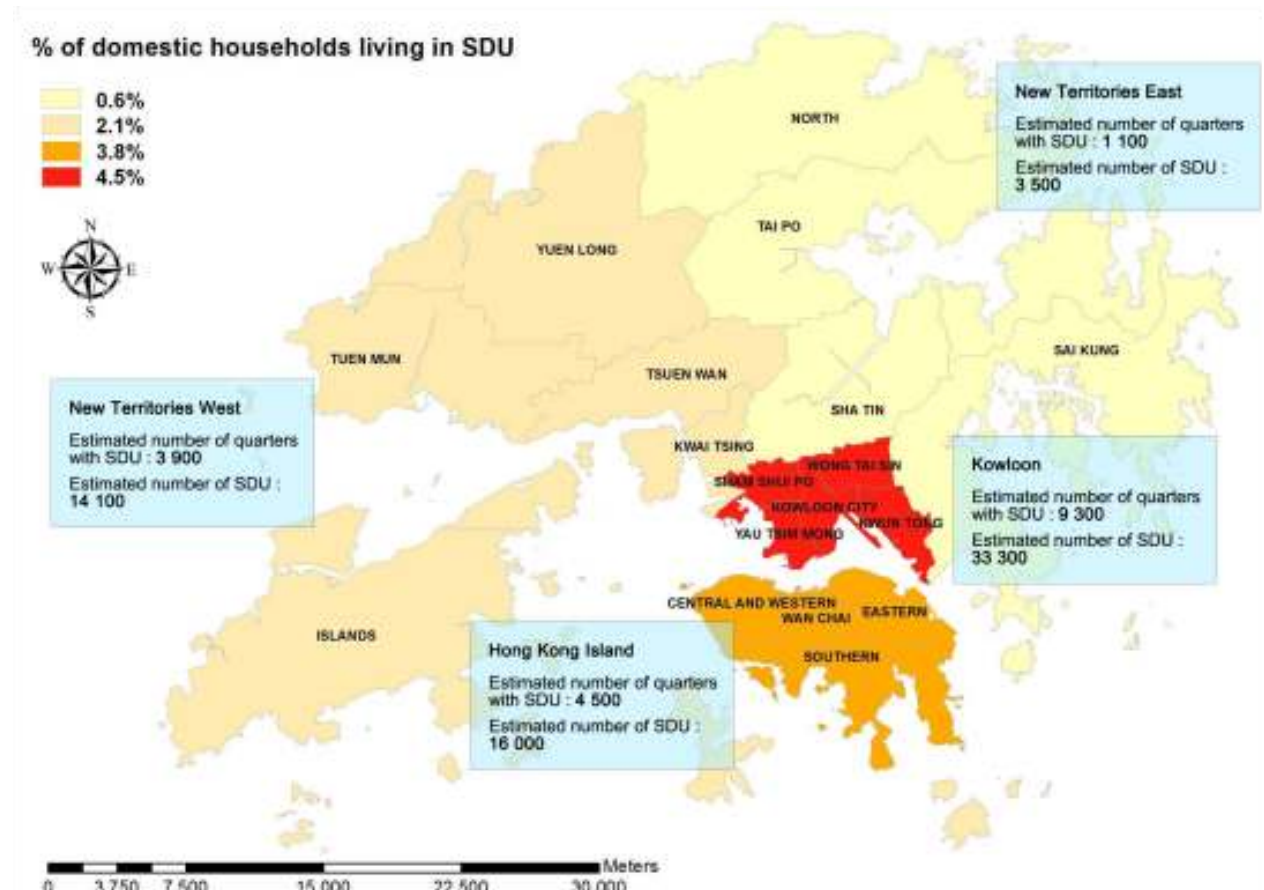 % of domestic households living in SDU
0.6%
2.1%
3.8%
4.5%
N
W
E
S
New Territories East
Estimated number of quarters
with SDU : 1 100
Estimated number of SDU :
3 500
NORTH
TAI PO
YUEN LONG
TUEN MUN
TSUEN WAN
SAI KUNG
SHA TIN
KWAI TSING
New Territories West
Estimated number of quarters
with SDU : 3 900
Estimated number of SDU :
14 100
WONG TAI SIN
SHAM SHUI PO
KOWLOON CITY
KWUN TONG
YAU TSIM MONG
Kowloon
Estimated number of quarters
with SDU : 9 300
Estimated number of SDU :
33 300
CENTRAL AND WESTERN
WAN CHAI
EASTERN
SOUTHERN
ISLANDS
Hong Kong Island
Estimated number of quarters
with SDU : 4 500
Estimated number of SDU :
16 000
Meters
0 3,750 7,500 15,000 22,500 30,000